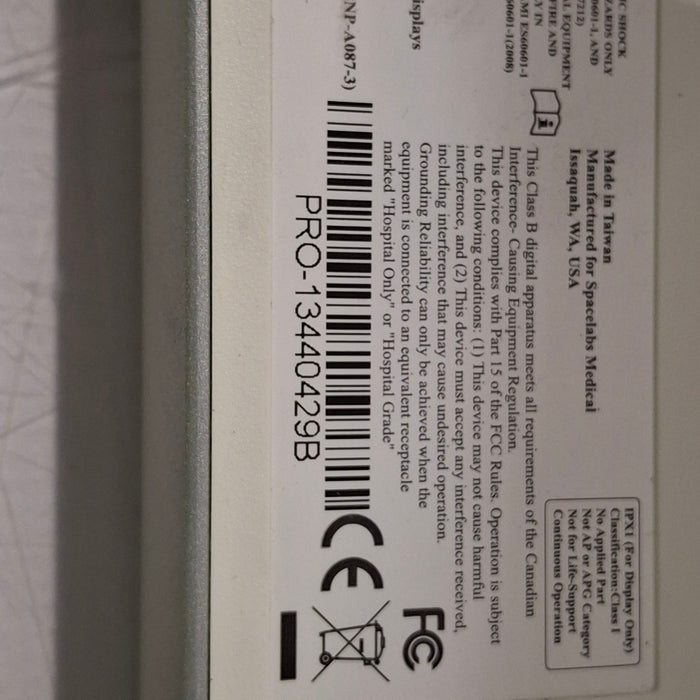 IC SHOCK
ZARDS ONLY
0601-1, AND
7212)
AL EQUIPMENT
FIRE AND
Y IN
MI ES60601-1
60601-1(2008)
isplays
NP-A087-3)
Made in Taiwan
Manufactured for Spacelabs Medical
Issaquah, WA, USA
This Class B digital apparatus meets all requirements of the Canadian
Interference- Causing Equipment Regulation.
This device complies with Part 15 of the FCC Rules. Operation is subject
to the following conditions: (1) This device may not cause harmful
interference, and (2) This device must accept any interference received,
including interference that may cause undesired operation.
Grounding Reliability can only be achieved when the
equipment is connected to an equivalent receptacle
marked "Hospital Only" or "Hospital Grade"
PRO-13440429B
IPX1 (For Display Only)
Classification:Class I
No Applied Part
Not AP or APG Category
Not for Life-Support
Continuous Operation
FC
CE